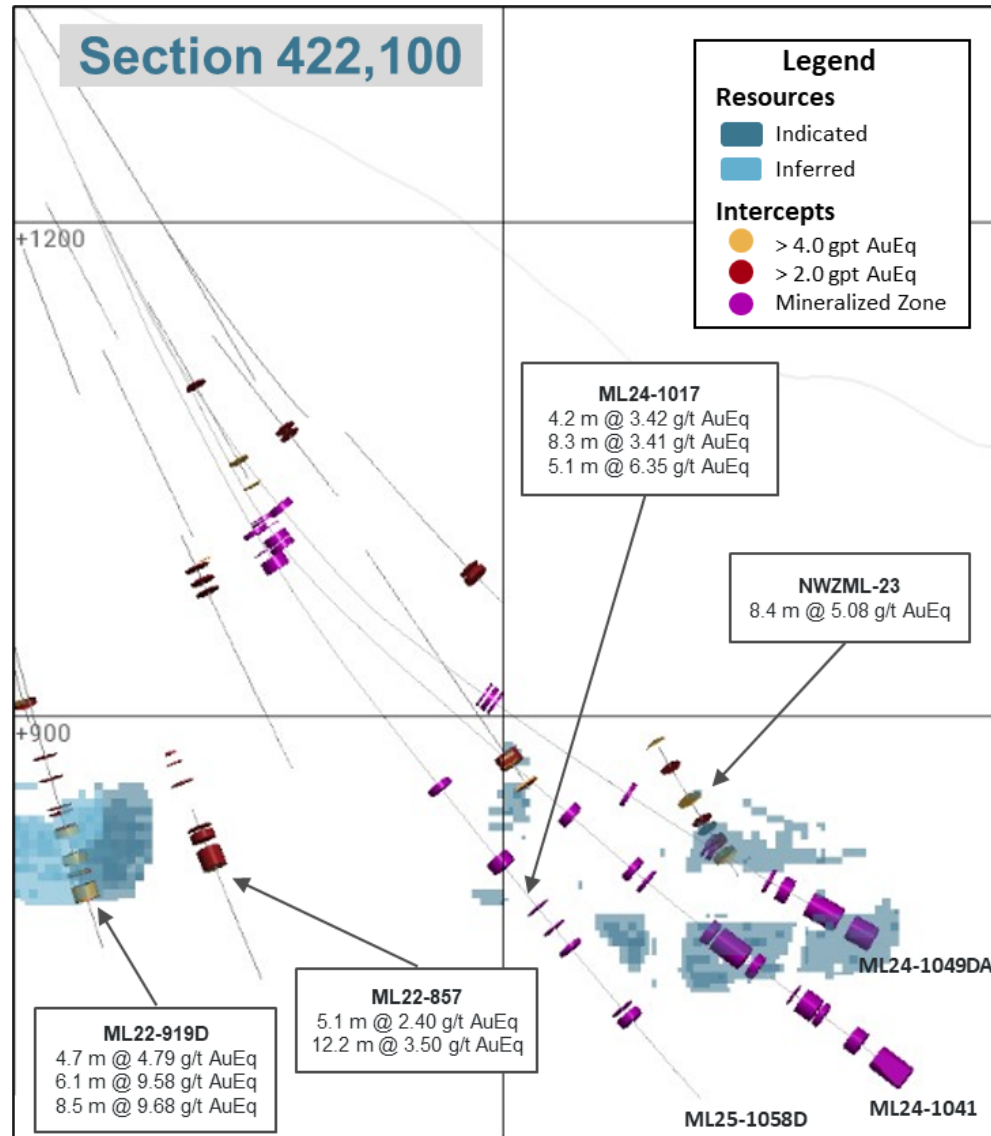 Section 422,100
Legend
Resources
Indicated
Inferred
Intercepts
> 4.0 gpt AuEq
> 2.0 gpt AuEq
Mineralized Zone
+1200
ML24-1017
4.2 m @ 3.42 g/t AuEq
8.3 m @ 3.41 g/t AuEq
5.1 m @ 6.35 g/t AuEq
NWZML-23
8.4 m @ 5.08 g/t AuEq
+900
ML24-1049DA
ML22-857
5.1 m @ 2.40 g/t AuEq
12.2 m @ 3.50 g/t AuEq
ML22-919D
4.7 m @ 4.79 g/t AuEq
6.1 m @ 9.58 g/t AuEq
8.5 m @ 9.68 g/t AuEq
ML25-1058D
ML24-1041